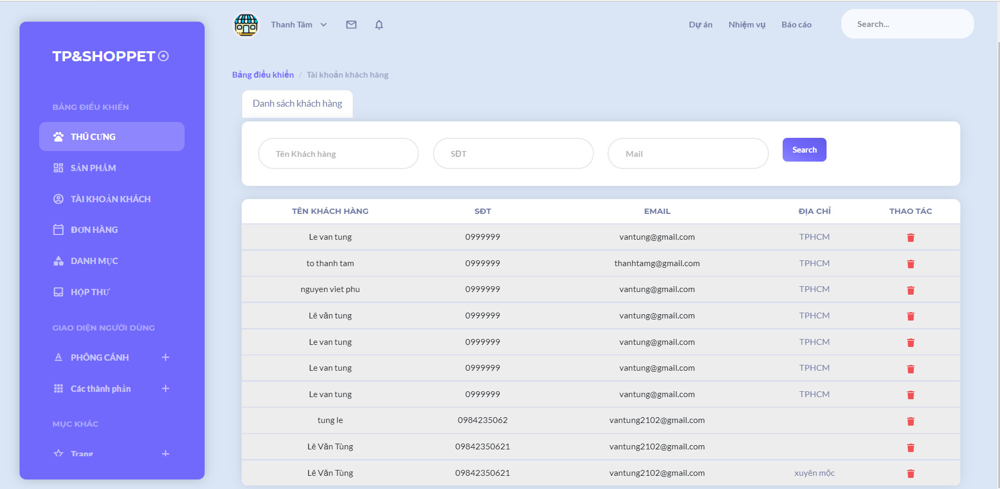 Thanh Tâm
Dự án Nhiệm vụ Báo cáo Search...
TP&SHOPPET
BẢNG ĐIỀU KHIỂN
THÚ CƯNG
SẢN PHẨM
TÀI KHOẢN KHÁCH
ĐƠN HÀNG
DANH MỤC
HỘP THƯ
GIAO DIỆN NGƯỜI DÙNG
PHÔNG CÁNH
Các thành phần
MỤC KHÁC
Trang
Bảng điều khiển / Tài khoản khách hàng
Danh sách khách hàng
Tên Khách hàng SĐT Mail Search
TÊN KHÁCH HÀNG SĐT EMAIL ĐỊA CHỈ THAO TÁC
Le van tung 0999999 vantung@gmail.com TPHCM
to thanh tam 0999999 thanhtamg@gmail.com TPHCM
nguyen viet phu 0999999 vantung@gmail.com TPHCM
Lê văn tung 0999999 vantung@gmail.com TPHCM
Le van tung 0999999 vantung@gmail.com TPHCM
Le van tung 0999999 vantung@gmail.com TPHCM
Le van tung 0999999 vantung@gmail.com TPHCM
tung le 0984235062 vantung2102@gmail.com
Lê Văn Tùng 09842350621 vantung2102@gmail.com
Lê Văn Tùng 09842350621 vantung2102@gmail.com xuyên mộc